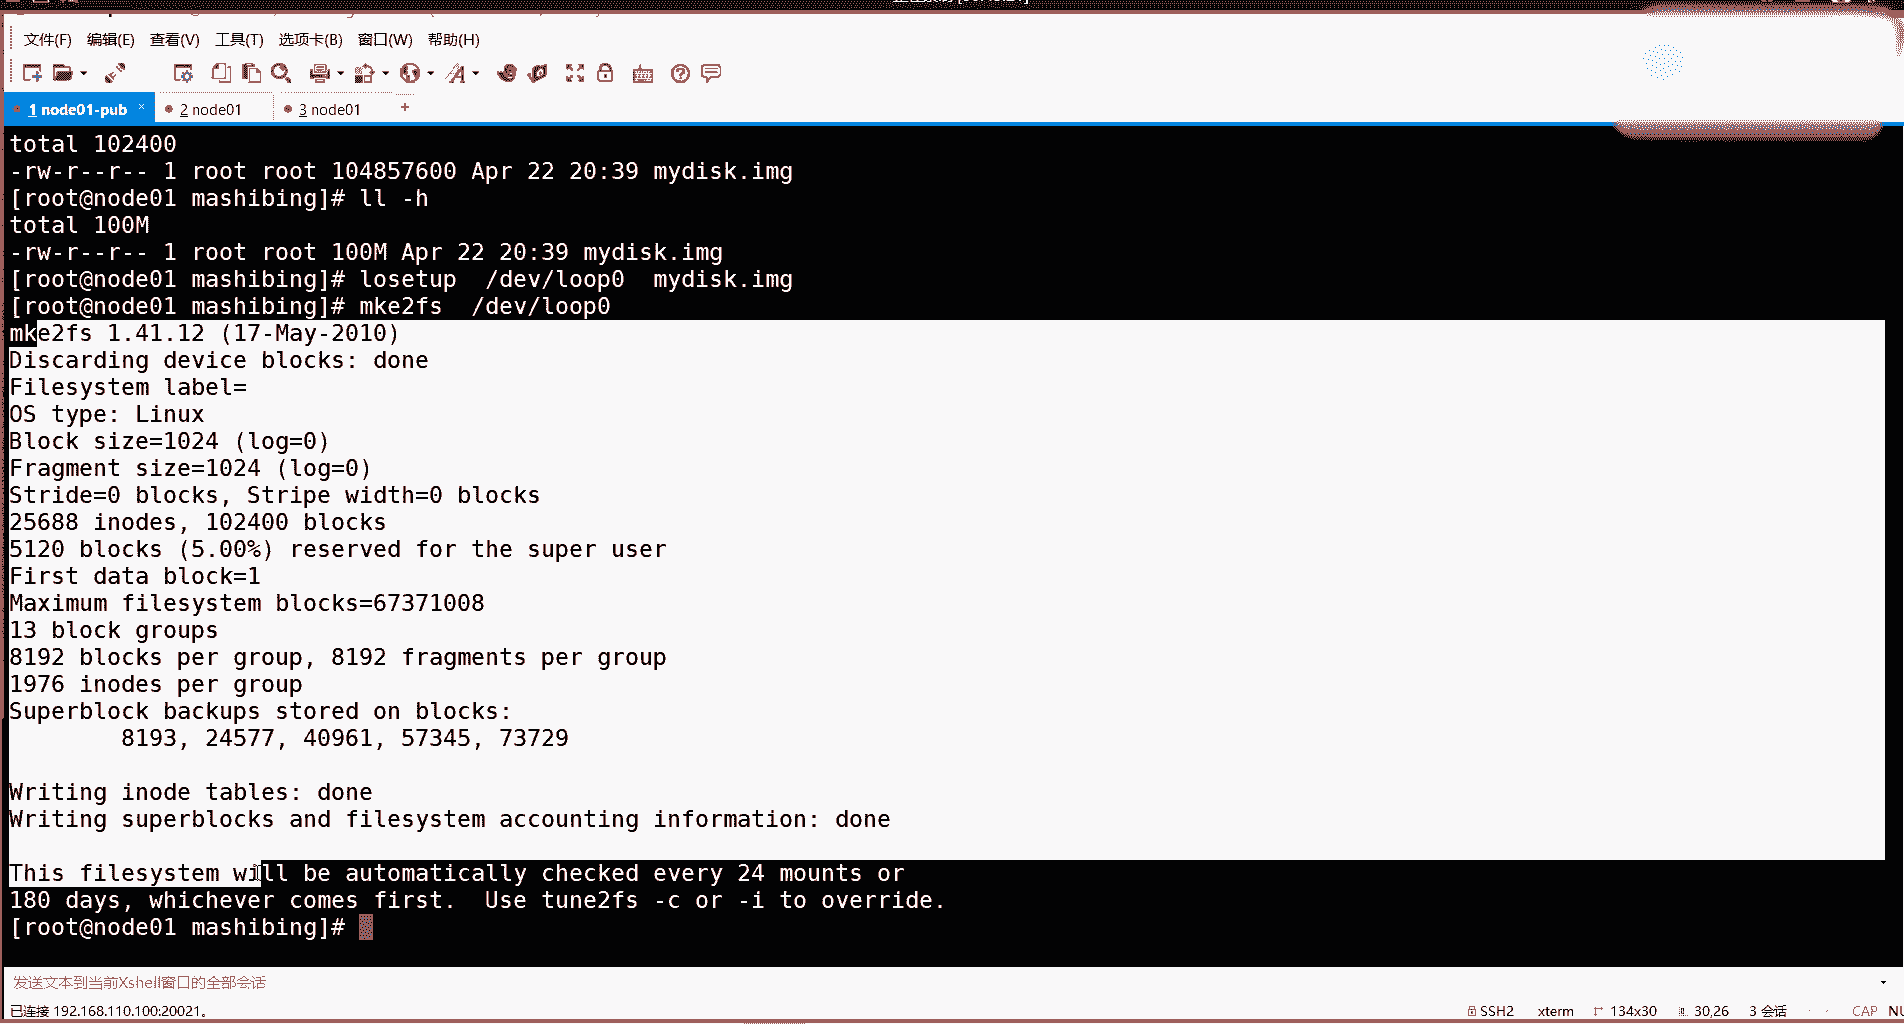 文件(F) 编辑(E) 查看(V) 工具(T) 选项卡(B) 窗口(W) 帮助(H)
1 node01-pub × 2 node01 3 node01 +
total 102400
-rw-r--r-- 1 root root 104857600 Apr 22 20:39 mydisk.img
[root@node01 mashibing]# ll -h
total 100M
-rw-r--r-- 1 root root 100M Apr 22 20:39 mydisk.img
[root@node01 mashibing]# losetup  /dev/loop0  mydisk.img
[root@node01 mashibing]# mke2fs  /dev/loop0
mke2fs 1.41.12 (17-May-2010)
Discarding device blocks: done
Filesystem label=
OS type: Linux
Block size=1024 (log=0)
Fragment size=1024 (log=0)
Stride=0 blocks, Stripe width=0 blocks
25688 inodes, 102400 blocks
5120 blocks (5.00%) reserved for the super user
First data block=1
Maximum filesystem blocks=67371008
13 block groups
8192 blocks per group, 8192 fragments per group
1976 inodes per group
Superblock backups stored on blocks:
8193, 24577, 40961, 57345, 73729
Writing inode tables: done
Writing superblocks and filesystem accounting information: done
This filesystem will be automatically checked every 24 mounts or
180 days, whichever comes first.  Use tune2fs -c or -i to override.
[root@node01 mashibing]#
发送文本到当前Xshell窗口的全部会话
已连接 192.168.110.100:20021。 SSH2 xterm 134x30 30,26 3 会话 CAP